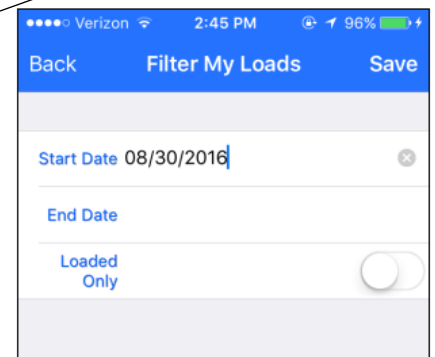 Verizon 2:45 PM 96%
Back Filter My Loads Save
Start Date 08/30/2016
End Date
Loaded
Only